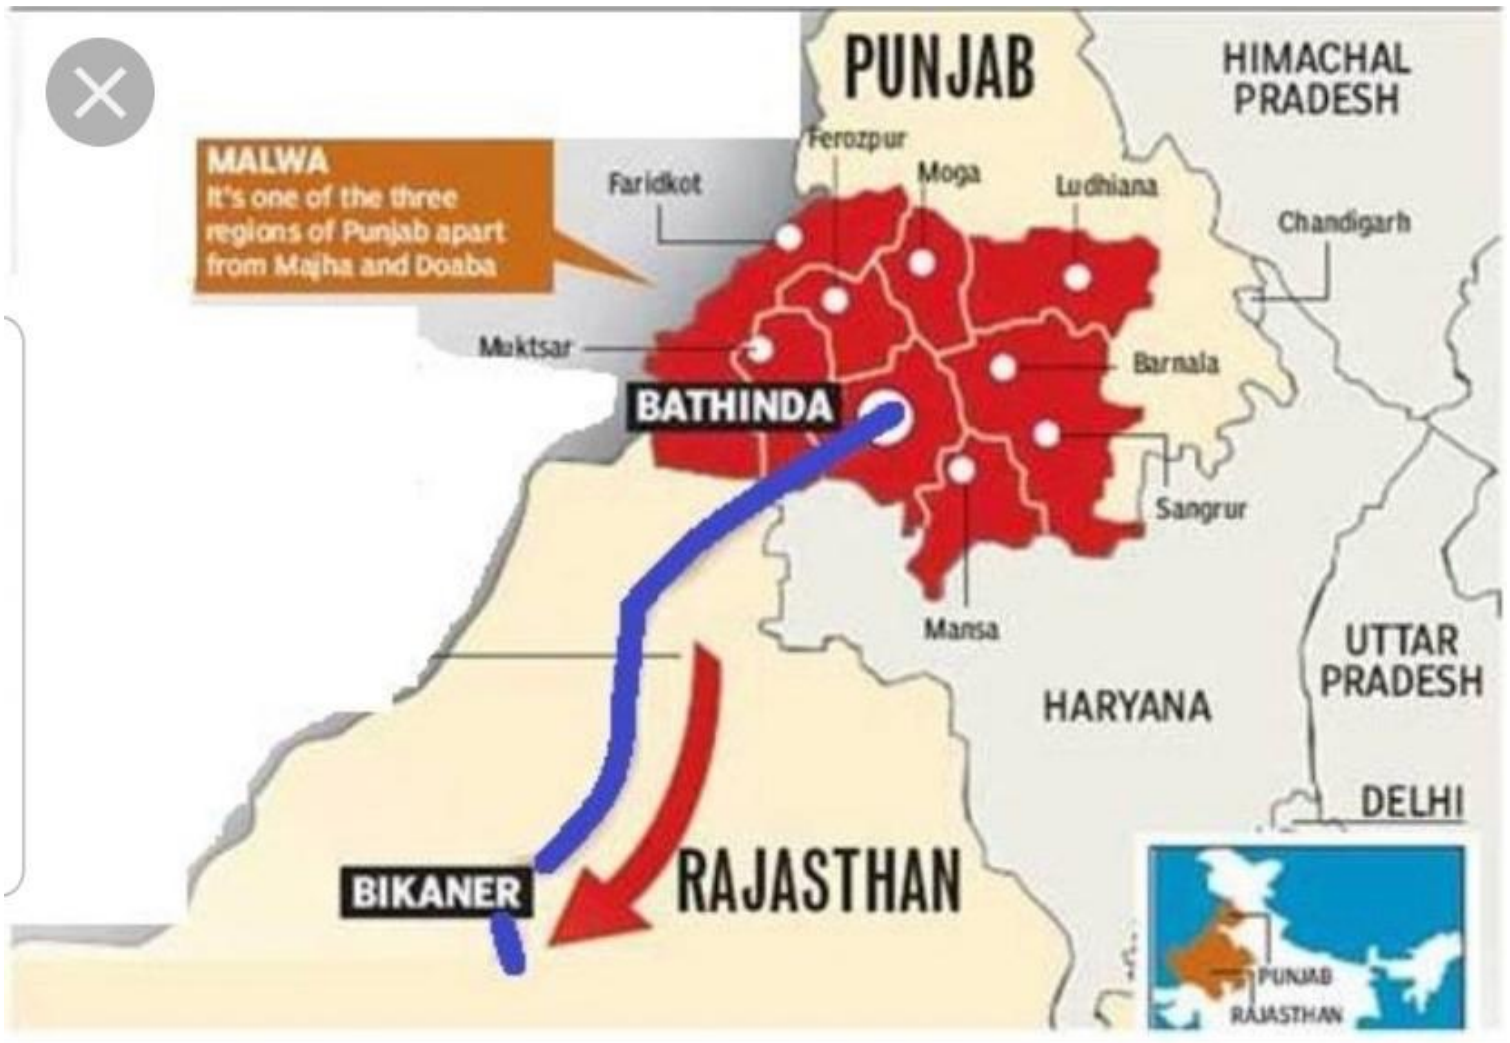 PUNJAB
HIMACHAL
PRADESH
Ferozpur
MALWA
It's one of the three
regions of Punjab apart
from Majha and Doaba
Faridkot
Moga
Ludhiana
Chandigarh
Muktsar
Barnala
BATHINDA
Sangrur
Mansa
UTTAR
PRADESH
HARYANA
DELHI
BIKANER
RAJASTHAN
PUNJAB
RAJASTHAN